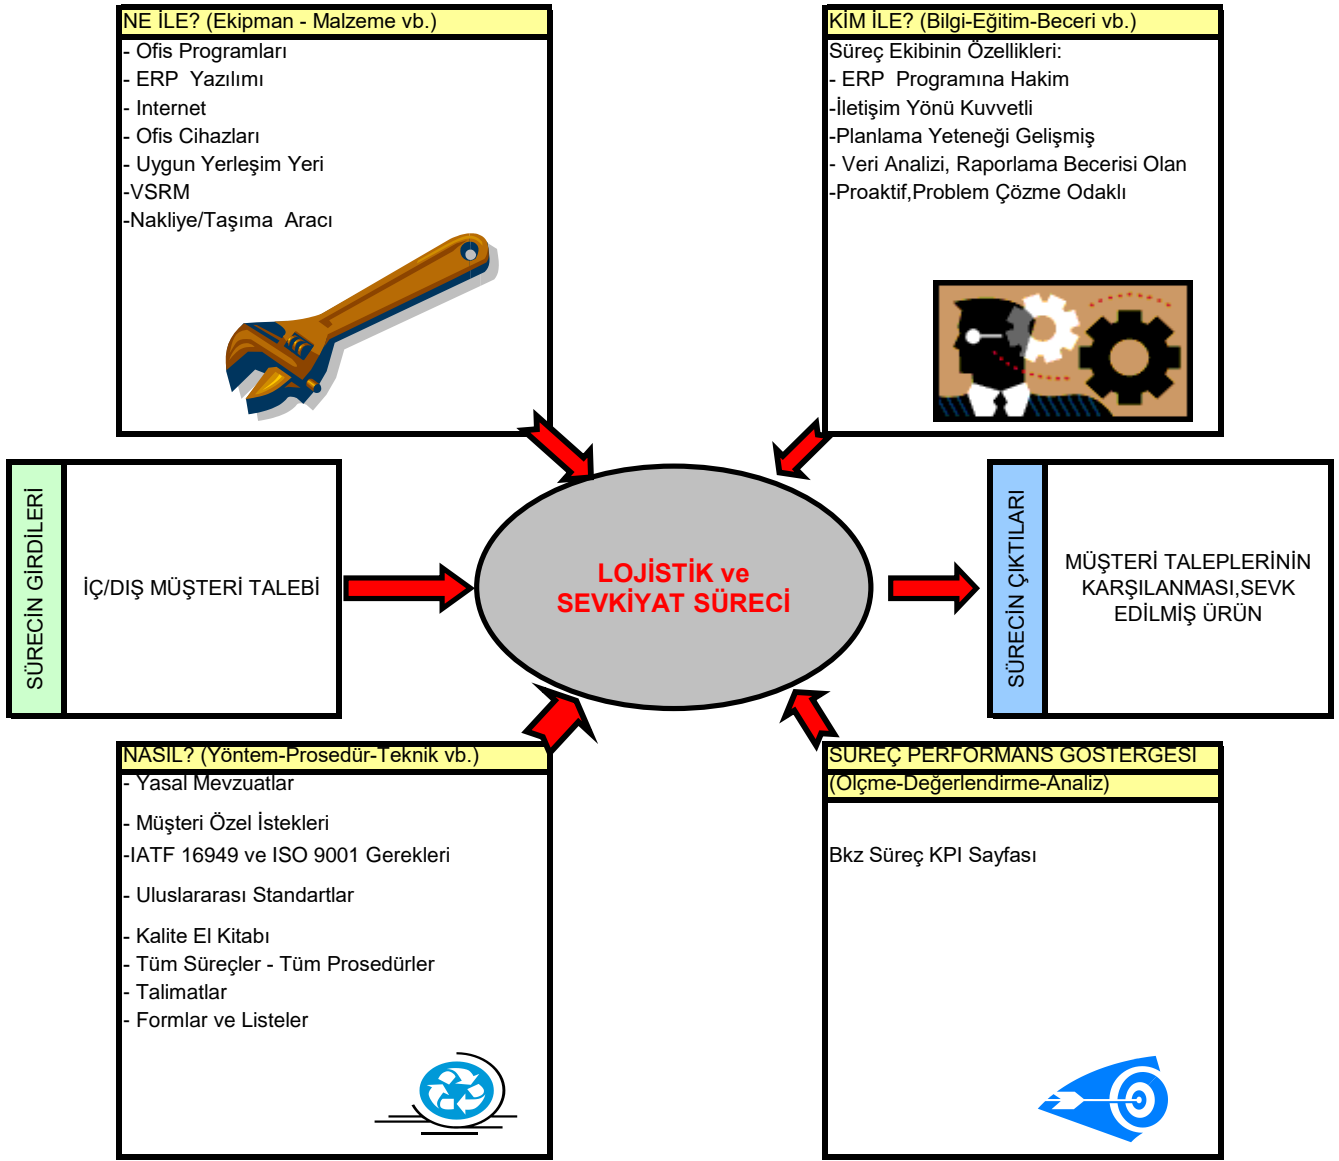 NE İLE? (Ekipman - Malzeme vb.)
- Ofis Programları
- ERP  Yazılımı
- Internet
- Ofis Cihazları
- Uygun Yerleşim Yeri
-VSRM
-Nakliye/Taşıma  Aracı
KİM İLE? (Bilgi-Eğitim-Beceri vb.)
Süreç Ekibinin Özellikleri:
- ERP  Programına Hakim
-İletişim Yönü Kuvvetli
-Planlama Yeteneği Gelişmiş
- Veri Analizi, Raporlama Becerisi Olan
-Proaktif,Problem Çözme Odaklı
SÜRECİN GİRDİLERİ
İÇ/DIŞ MÜŞTERİ TALEBİ
LOJİSTİK ve
SEVKİYAT SÜRECİ
SÜRECİN ÇIKTILARI
MÜŞTERİ TALEPLERİNİN
KARŞILANMASI,SEVK
EDİLMİŞ ÜRÜN
NASIL? (Yöntem-Prosedür-Teknik vb.)
- Yasal Mevzuatlar
- Müşteri Özel İstekleri
-IATF 16949 ve ISO 9001 Gerekleri
- Uluslararası Standartlar
- Kalite El Kitabı
- Tüm Süreçler - Tüm Prosedürler
- Talimatlar
- Formlar ve Listeler
SÜREÇ PERFORMANS GÖSTERGESİ
(Ölçme-Değerlendirme-Analiz)
Bkz Süreç KPI Sayfası